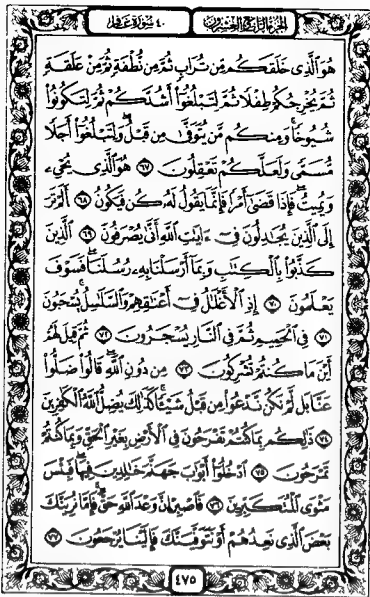 الجزء الرابع والعشرون ٤٠ سورة غافر
هُوَ ٱلَّذِى خَلَقَكُم مِّن تُرَابٍ ثُمَّ مِن نُّطْفَةٍ ثُمَّ مِنْ عَلَقَةٍ
ثُمَّ يُخْرِجُكُمْ طِفْلًا ثُمَّ لِتَبْلُغُوٓا۟ أَشُدَّكُمْ ثُمَّ لِتَكُونُوا۟
شُيُوخًا وَمِنكُم مَّن يُتَوَفَّىٰ مِن قَبْلُ وَلِتَبْلُغُوٓا۟ أَجَلًا
مُّسَمًّى وَلَعَلَّكُمْ تَعْقِلُونَ ٦٧ هُوَ ٱلَّذِى يُحْىِۦ
وَيُمِيتُ فَإِذَا قَضَىٰٓ أَمْرًا فَإِنَّمَا يَقُولُ لَهُۥ كُن فَيَكُونُ ٦٨ أَلَمْ تَرَ
إِلَى ٱلَّذِينَ يُجَٰدِلُونَ فِىٓ ءَايَٰتِ ٱللَّهِ أَنَّىٰ يُصْرَفُونَ ٦٩ ٱلَّذِينَ
كَذَّبُوا۟ بِٱلْكِتَٰبِ وَبِمَآ أَرْسَلْنَا بِهِۦ رُسُلَنَا فَسَوْفَ
يَعْلَمُونَ ٧٠ إِذِ ٱلْأَغْلَٰلُ فِىٓ أَعْنَٰقِهِمْ وَٱلسَّلَٰسِلُ يُسْحَبُونَ
٧١ فِى ٱلْحَمِيمِ ثُمَّ فِى ٱلنَّارِ يُسْجَرُونَ ٧٢ ثُمَّ قِيلَ لَهُمْ
أَيْنَ مَا كُنتُمْ تُشْرِكُونَ ٧٣ مِن دُونِ ٱللَّهِ قَالُوا۟ ضَلُّوا۟
عَنَّا بَل لَّمْ نَكُن نَّدْعُوا۟ مِن قَبْلُ شَيْـًٔا كَذَٰلِكَ يُضِلُّ ٱللَّهُ ٱلْكَٰفِرِينَ
٧٤ ذَٰلِكُم بِمَا كُنتُمْ تَفْرَحُونَ فِى ٱلْأَرْضِ بِغَيْرِ ٱلْحَقِّ وَبِمَا كُنتُمْ
تَمْرَحُونَ ٧٥ ٱدْخُلُوٓا۟ أَبْوَٰبَ جَهَنَّمَ خَٰلِدِينَ فِيهَا فَبِئْسَ
مَثْوَى ٱلْمُتَكَبِّرِينَ ٧٦ فَٱصْبِرْ إِنَّ وَعْدَ ٱللَّهِ حَقٌّ فَإِمَّا نُرِيَنَّكَ
بَعْضَ ٱلَّذِى نَعِدُهُمْ أَوْ نَتَوَفَّيَنَّكَ فَإِلَيْنَا يُرْجَعُونَ ٧٧
٤٧٥